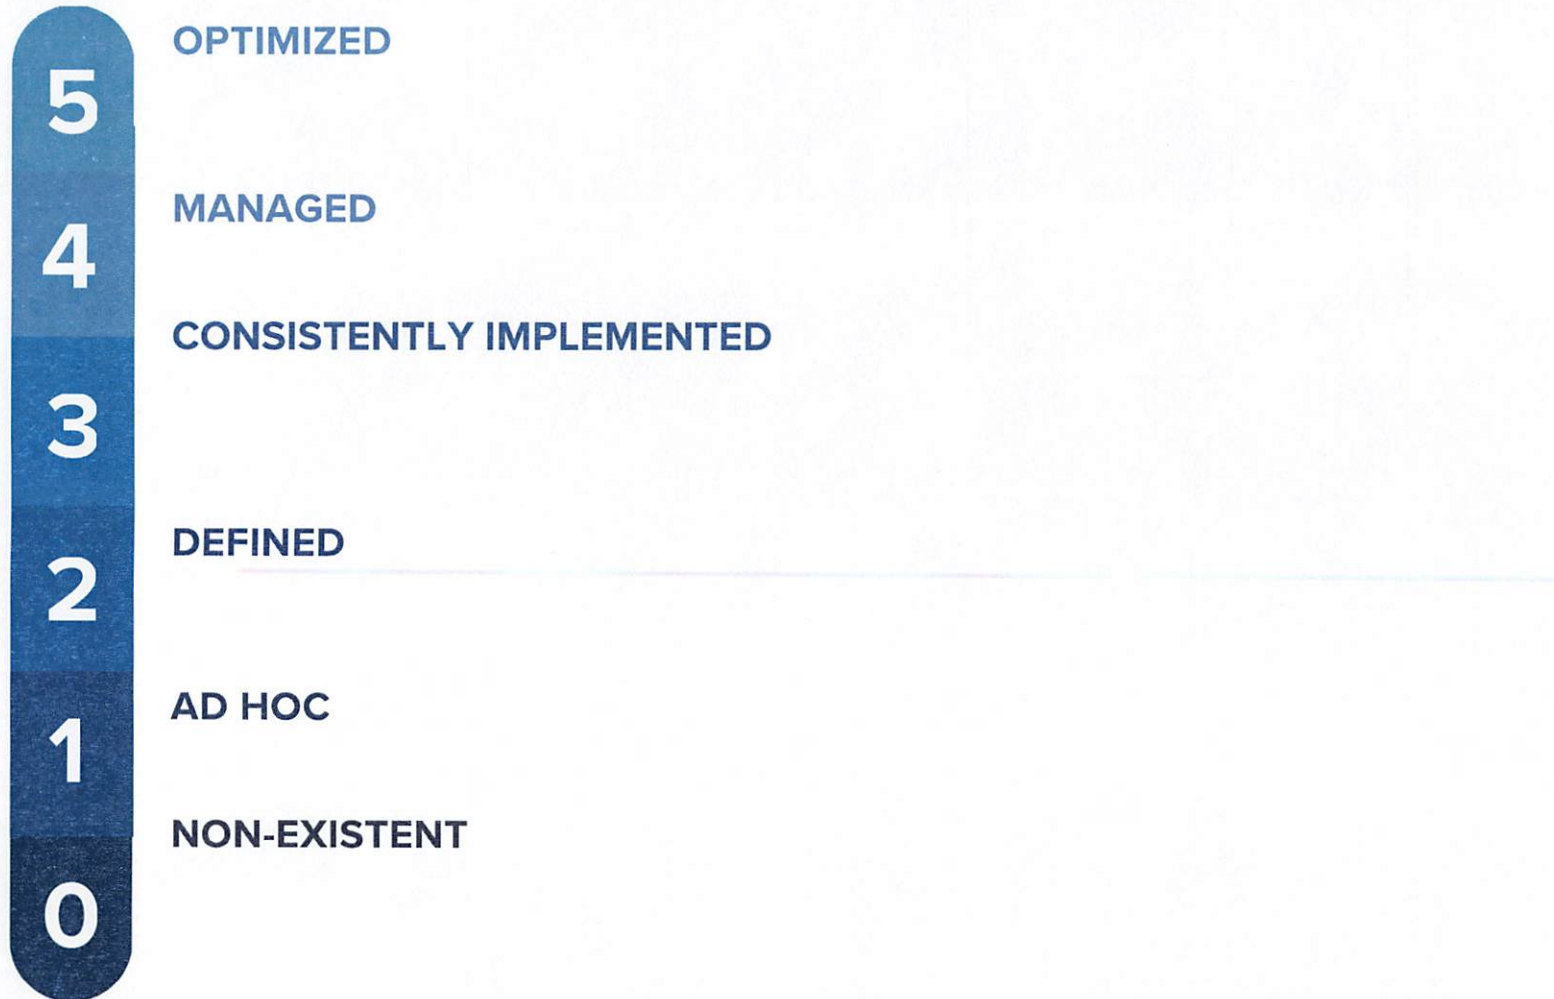 OPTIMIZED
5
MANAGED
4
CONSISTENTLY IMPLEMENTED
3
DEFINED
2
AD HOC
1
NON-EXISTENT
0